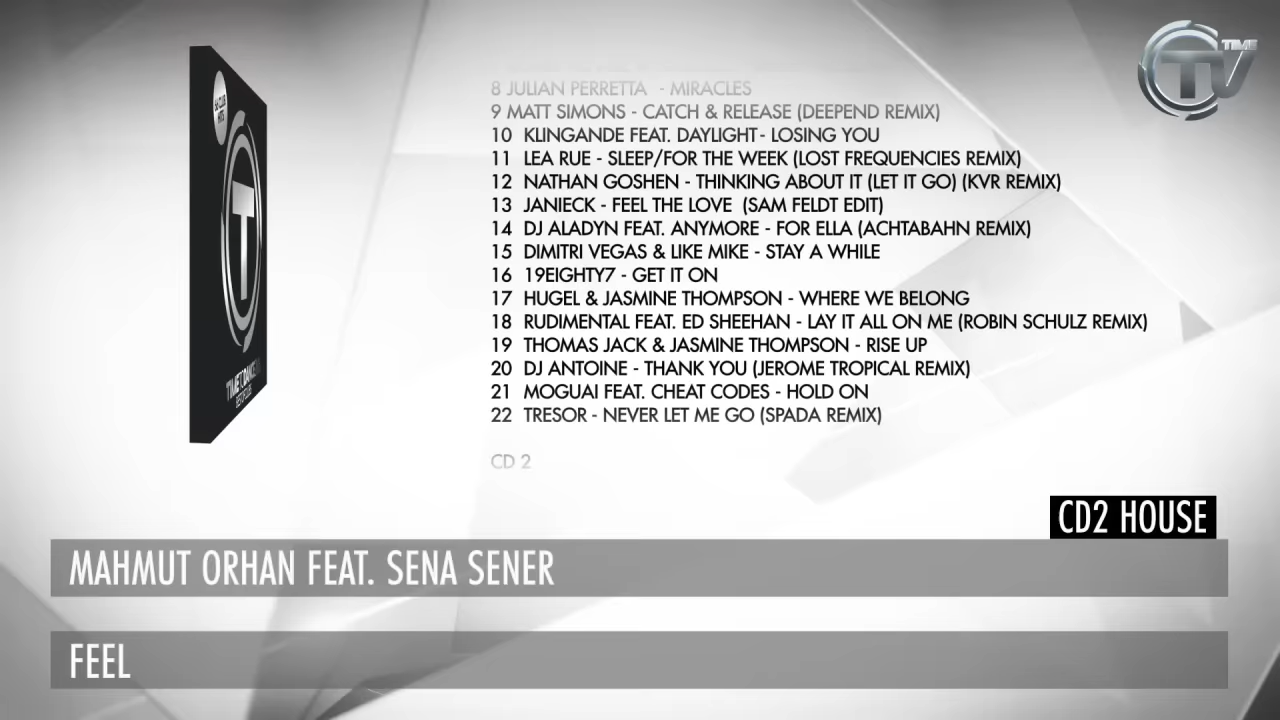 TIME
TV
8 JULIAN PERRETTA - MIRACLES
9 MATT SIMONS - CATCH & RELEASE (DEEPEND REMIX)
10 KLINGANDE FEAT. DAYLIGHT - LOSING YOU
11 LEA RUE - SLEEP/FOR THE WEEK (LOST FREQUENCIES REMIX)
12 NATHAN GOSHEN - THINKING ABOUT IT (LET IT GO) (KVR REMIX)
13 JANIECK - FEEL THE LOVE (SAM FELDT EDIT)
14 DJ ALADYN FEAT. ANYMORE - FOR ELLA (ACHTABAHN REMIX)
15 DIMITRI VEGAS & LIKE MIKE - STAY A WHILE
16 19EIGHTY7 - GET IT ON
17 HUGEL & JASMINE THOMPSON - WHERE WE BELONG
18 RUDIMENTAL FEAT. ED SHEEHAN - LAY IT ALL ON ME (ROBIN SCHULZ REMIX)
19 THOMAS JACK & JASMINE THOMPSON - RISE UP
20 DJ ANTOINE - THANK YOU (JEROME TROPICAL REMIX)
21 MOGUAI FEAT. CHEAT CODES - HOLD ON
22 TRESOR - NEVER LET ME GO (SPADA REMIX)
CD 2
CD2 HOUSE
MAHMUT ORHAN FEAT. SENA SENER
FEEL